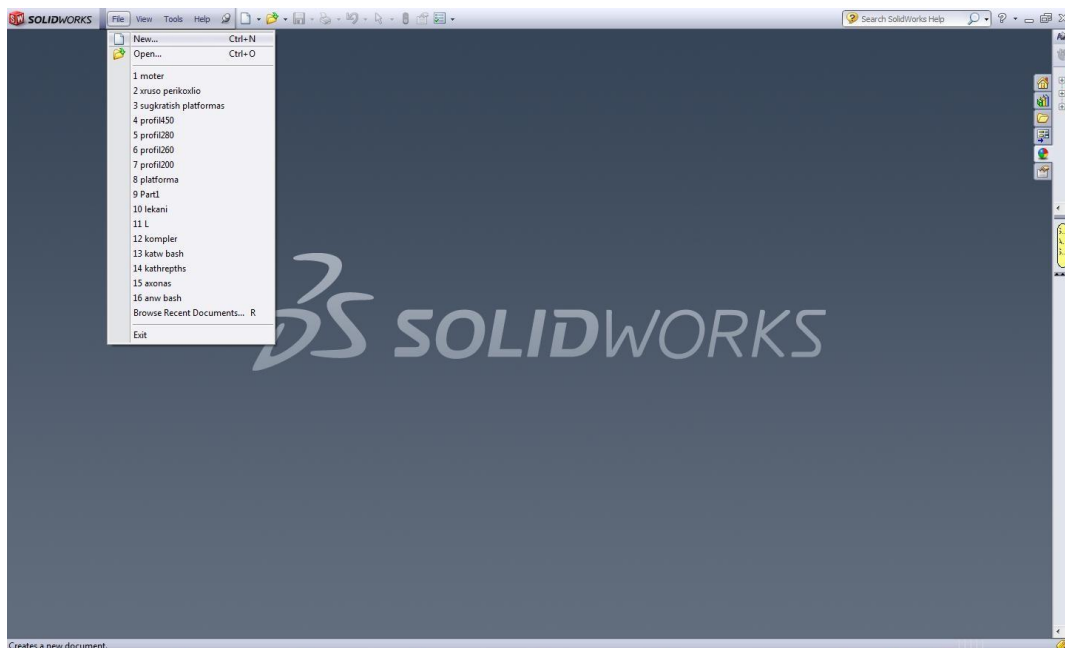 SOLIDWORKS File View Tools Help Search SolidWorks Help
New... Ctrl+N
Open... Ctrl+O
1 moter
2 xruso perikoxlio
3 sugkratish platformas
4 profil450
5 profil280
6 profil260
7 profil200
8 platforma
9 Part1
10 lekani
11 L
12 kompler
13 katw bash
14 kathrepths
15 axonas
16 anw bash
Browse Recent Documents... R
Exit
SOLIDWORKS
Creates a new document.